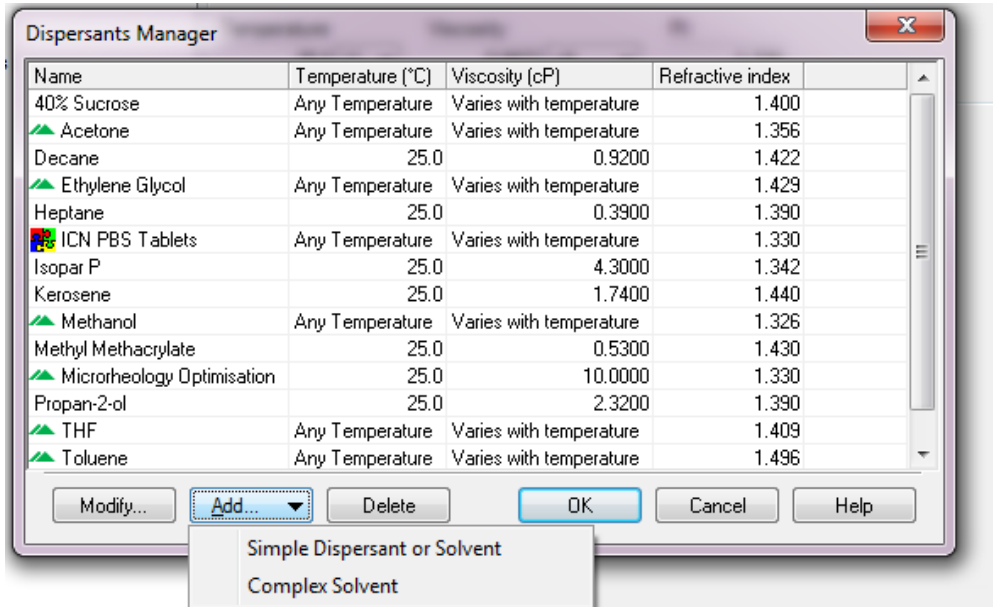 Dispersants Manager
Name Temperature (°C) Viscosity (cP) Refractive index
40% Sucrose Any Temperature Varies with temperature 1.400
Acetone Any Temperature Varies with temperature 1.356
Decane 25.0 0.9200 1.422
Ethylene Glycol Any Temperature Varies with temperature 1.429
Heptane 25.0 0.3900 1.390
ICN PBS Tablets Any Temperature Varies with temperature 1.330
Isopar P 25.0 4.3000 1.342
Kerosene 25.0 1.7400 1.440
Methanol Any Temperature Varies with temperature 1.326
Methyl Methacrylate 25.0 0.5300 1.430
Microrheology Optimisation 25.0 10.0000 1.330
Propan-2-ol 25.0 2.3200 1.390
THF Any Temperature Varies with temperature 1.409
Toluene Any Temperature Varies with temperature 1.496
Modify... Add... Delete OK Cancel Help
Simple Dispersant or Solvent
Complex Solvent